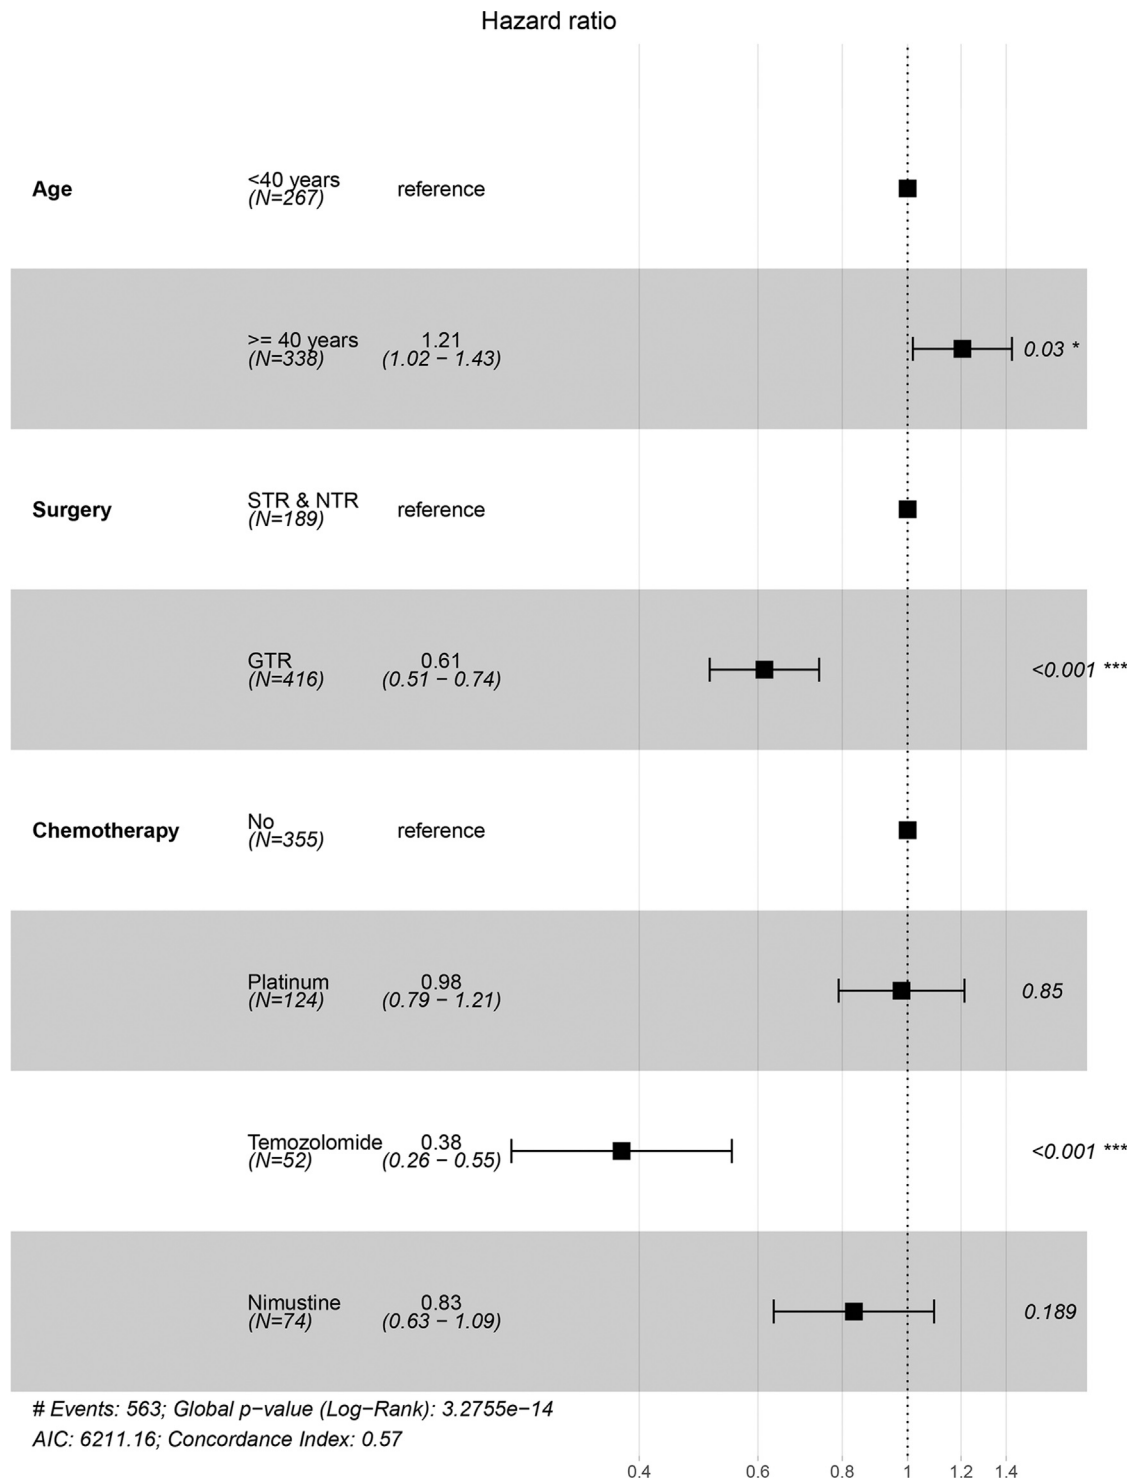 Hazard ratio
Age <40 years reference
(N=267)
>= 40 years 1.21
(N=338) (1.02 − 1.43) 0.03 *
Surgery STR & NTR reference
(N=189)
GTR 0.61
(N=416) (0.51 − 0.74) <0.001 ***
Chemotherapy No reference
(N=355)
Platinum 0.98
(N=124) (0.79 − 1.21) 0.85
Temozolomide 0.38
(N=52) (0.26 − 0.55) <0.001 ***
Nimustine 0.83
(N=74) (0.63 − 1.09) 0.189
# Events: 563; Global p−value (Log−Rank): 3.2755e−14
AIC: 6211.16; Concordance Index: 0.57
0.4 0.6 0.8 1 1.2 1.4